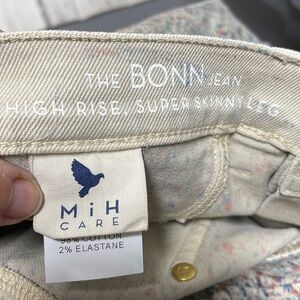 THE BONN JEAN
HIGH RISE, SUPER SKINNY LEG
MiH
CARE
98% COTTON
2% ELASTANE